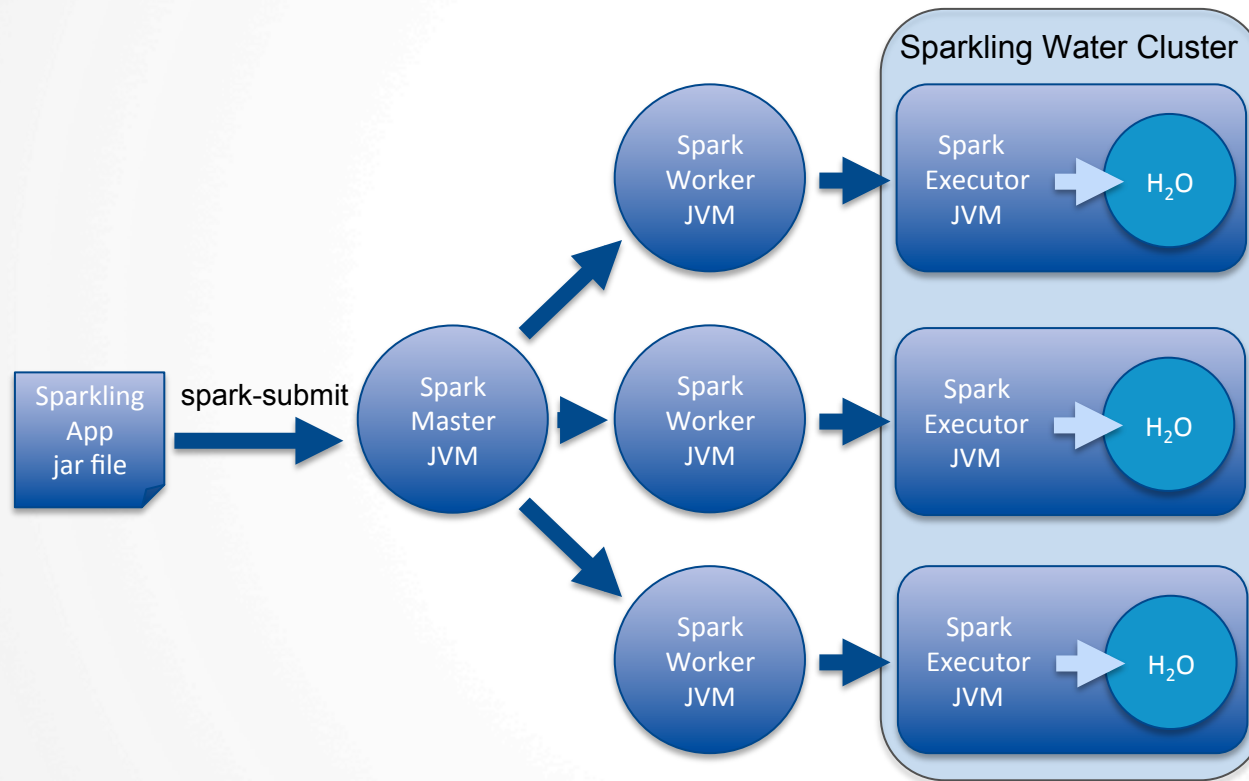 Sparkling Water Cluster
Spark
Worker
JVM
Spark
Executor
JVM
H₂O
Sparkling
App
jar file
spark-submit
Spark
Master
JVM
Spark
Worker
JVM
Spark
Executor
JVM
H₂O
Spark
Worker
JVM
Spark
Executor
JVM
H₂O